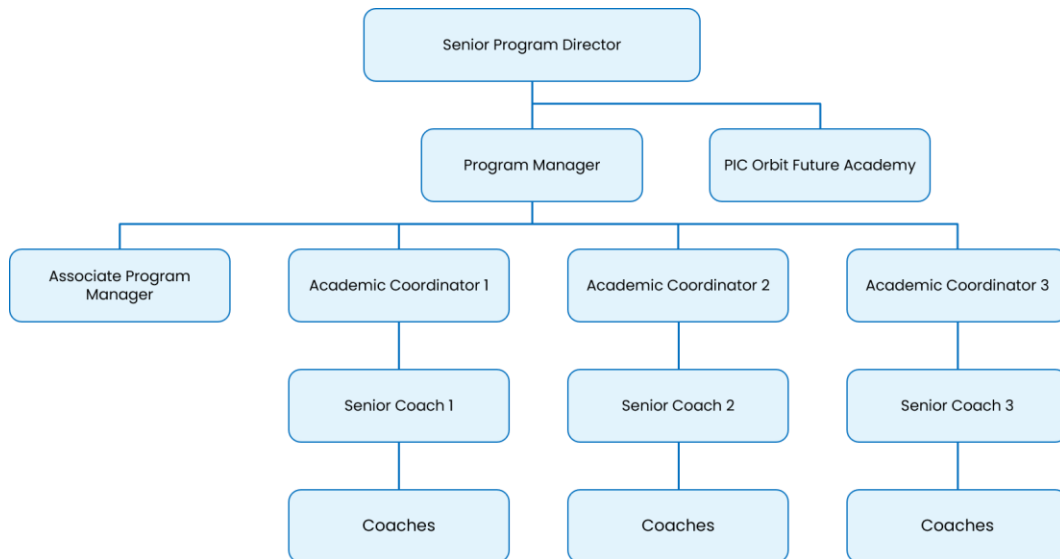 Senior Program Director
Program Manager
PIC Orbit Future Academy
Associate Program
Manager
Academic Coordinator 1
Academic Coordinator 2
Academic Coordinator 3
Senior Coach 1
Senior Coach 2
Senior Coach 3
Coaches
Coaches
Coaches